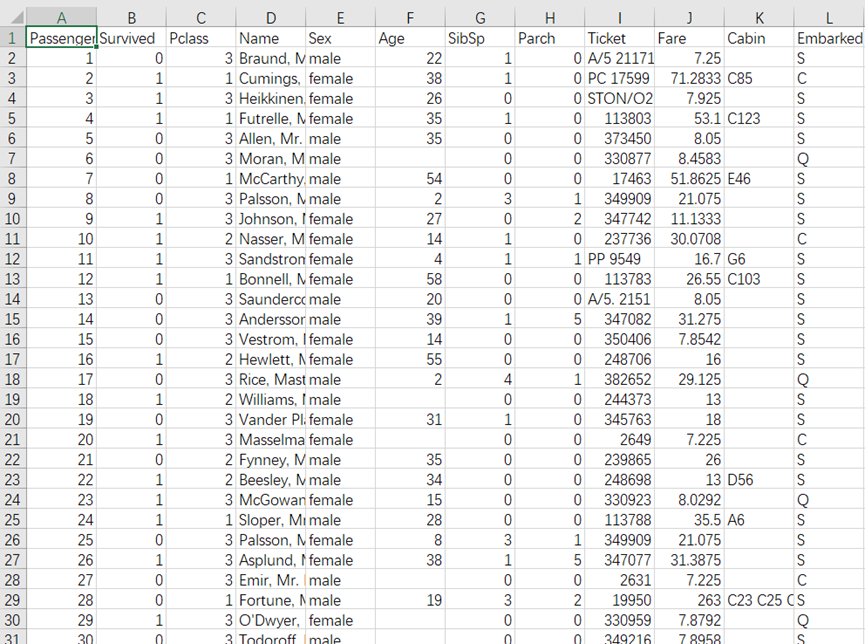 A B C D E F G H I J K L
1 Passenger Survived Pclass Name Sex Age SibSp Parch Ticket Fare Cabin Embarked
2 1 0 3 Braund, M male 22 1 0 A/5 21171 7.25 S
3 2 1 1 Cumings, female 38 1 0 PC 17599 71.2833 C85 C
4 3 1 3 Heikkinen, female 26 0 0 STON/O2 7.925 S
5 4 1 1 Futrelle, M female 35 1 0 113803 53.1 C123 S
6 5 0 3 Allen, Mr. male 35 0 0 373450 8.05 S
7 6 0 3 Moran, M male 0 0 330877 8.4583 Q
8 7 0 1 McCarthy, male 54 0 0 17463 51.8625 E46 S
9 8 0 3 Palsson, M male 2 3 1 349909 21.075 S
10 9 1 3 Johnson, female 27 0 2 347742 11.1333 S
11 10 1 2 Nasser, M female 14 1 0 237736 30.0708 C
12 11 1 3 Sandstrom female 4 1 1 PP 9549 16.7 G6 S
13 12 1 1 Bonnell, M female 58 0 0 113783 26.55 C103 S
14 13 0 3 Saunderco male 20 0 0 A/5. 2151 8.05 S
15 14 0 3 Andersson male 39 1 5 347082 31.275 S
16 15 0 3 Vestrom, female 14 0 0 350406 7.8542 S
17 16 1 2 Hewlett, M female 55 0 0 248706 16 S
18 17 0 3 Rice, Mast male 2 4 1 382652 29.125 Q
19 18 1 2 Williams, male 0 0 244373 13 S
20 19 0 3 Vander Pl female 31 1 0 345763 18 S
21 20 1 3 Masselma female 0 0 2649 7.225 C
22 21 0 2 Fynney, M male 35 0 0 239865 26 S
23 22 1 2 Beesley, M male 34 0 0 248698 13 D56 S
24 23 1 3 McGowan female 15 0 0 330923 8.0292 Q
25 24 1 1 Sloper, Mr male 28 0 0 113788 35.5 A6 S
26 25 0 3 Palsson, M female 8 3 1 349909 21.075 S
27 26 1 3 Asplund, female 38 1 5 347077 31.3875 S
28 27 0 3 Emir, Mr. male 0 0 2631 7.225 C
29 28 0 1 Fortune, M male 19 3 2 19950 263 C23 C25 C S
30 29 1 3 O'Dwyer, female 0 0 330959 7.8792 Q
31 30 0 3 Todoroff male 0 0 349216 7.8958 S